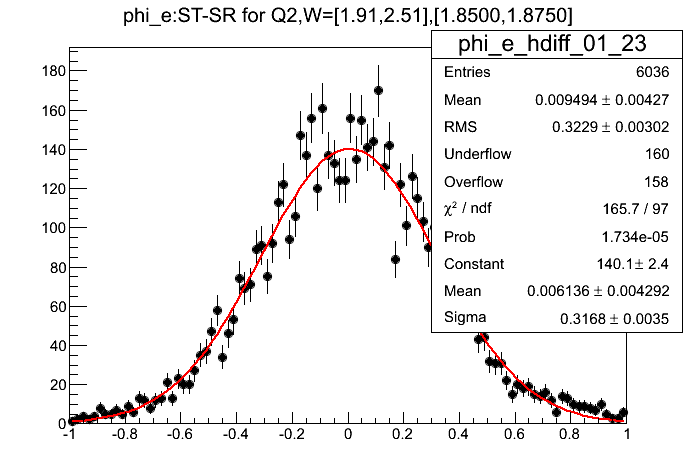 phi_e:ST-SR for Q2,W=[1.91,2.51],[1.8500,1.8750]
phi_e_hdiff_01_23
Entries 6036
Mean 0.009494 ± 0.00427
RMS 0.3229 ± 0.00302
Underflow 160
Overflow 158
χ² / ndf 165.7 / 97
Prob 1.734e-05
Constant 140.1 ± 2.4
Mean 0.006136 ± 0.004292
Sigma 0.3168 ± 0.0035
180
160
140
120
100
80
60
40
20
0
-1 -0.8 -0.6 -0.4 -0.2 0 0.2 0.4 0.6 0.8 1